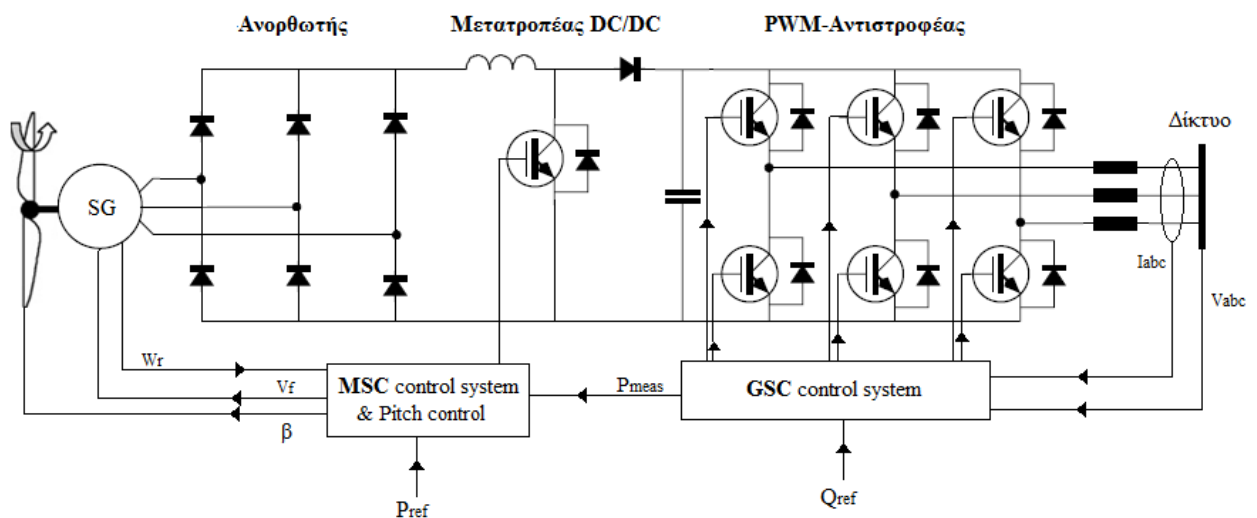 Ανορθωτής
Μετατροπέας DC/DC
PWM-Αντιστροφέας
Δίκτυο
SG
Iabc
Vabc
Wr
Vf
β
MSC control system
& Pitch control
Pmeas
GSC control system
Pref
Qref